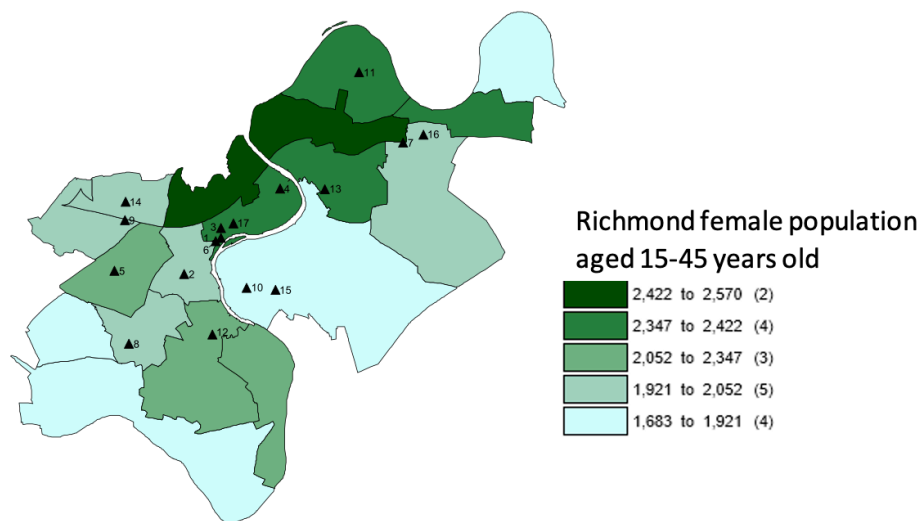 11
16
7
4
13
14
9
3
17
1
6
5
2
10
15
12
8
Richmond female population
aged 15-45 years old
2,422 to 2,570 (2)
2,347 to 2,422 (4)
2,052 to 2,347 (3)
1,921 to 2,052 (5)
1,683 to 1,921 (4)